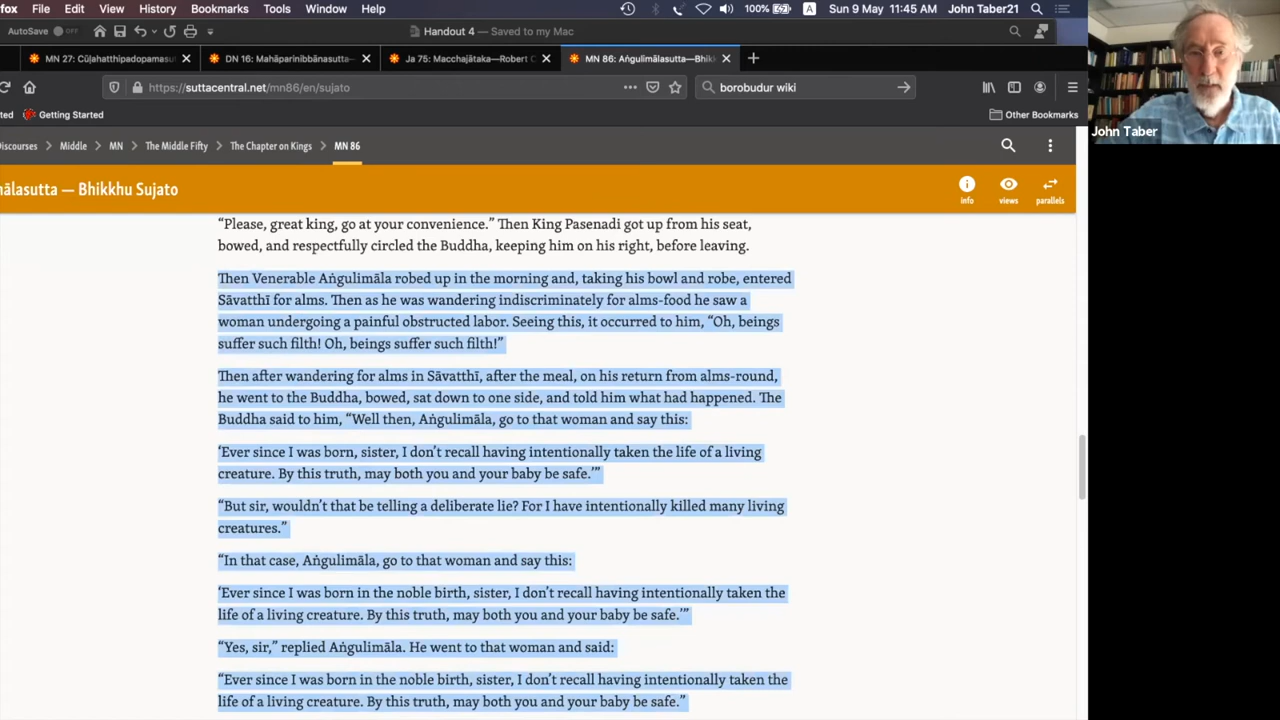 fox File Edit View History Bookmarks Tools Window Help 100% A Sun 9 May 11:45 AM John Taber21
AutoSave OFF Handout 4 — Saved to my Mac
MN 27: Cūḷahatthipadopamasu DN 16: Mahāparinibbānasutta— Ja 75: Macchajātaka—Robert C MN 86: Aṅgulimālasutta—Bhikk
https://suttacentral.net/mn86/en/sujato borobudur wiki
ted Getting Started Other Bookmarks
John Taber
iscourses Middle MN The Middle Fifty The Chapter on Kings MN 86
nālasutta — Bhikkhu Sujato
info views parallels
“Please, great king, go at your convenience.” Then King Pasenadi got up from his seat,
bowed, and respectfully circled the Buddha, keeping him on his right, before leaving.
Then Venerable Aṅgulimāla robed up in the morning and, taking his bowl and robe, entered
Sāvatthī for alms. Then as he was wandering indiscriminately for alms-food he saw a
woman undergoing a painful obstructed labor. Seeing this, it occurred to him, “Oh, beings
suffer such filth! Oh, beings suffer such filth!”
Then after wandering for alms in Sāvatthī, after the meal, on his return from alms-round,
he went to the Buddha, bowed, sat down to one side, and told him what had happened. The
Buddha said to him, “Well then, Aṅgulimāla, go to that woman and say this:
‘Ever since I was born, sister, I don’t recall having intentionally taken the life of a living
creature. By this truth, may both you and your baby be safe.’”
“But sir, wouldn’t that be telling a deliberate lie? For I have intentionally killed many living
creatures.”
“In that case, Aṅgulimāla, go to that woman and say this:
‘Ever since I was born in the noble birth, sister, I don’t recall having intentionally taken the
life of a living creature. By this truth, may both you and your baby be safe.’”
“Yes, sir,” replied Aṅgulimāla. He went to that woman and said:
“Ever since I was born in the noble birth, sister, I don’t recall having intentionally taken the
life of a living creature. By this truth, may both you and your baby be safe.”